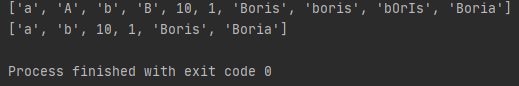 ['a', 'A', 'b', 'B', 10, 1, 'Boris', 'boris', 'bOrIs', 'Boria']
['a', 'b', 10, 1, 'Boris', 'Boria']
Process finished with exit code 0